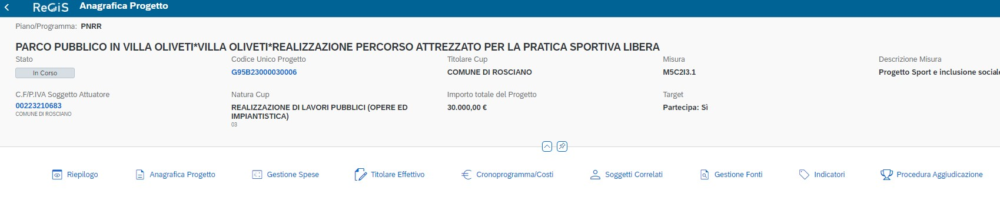 ReGiS Anagrafica Progetto
Piano/Programma: PNRR
PARCO PUBBLICO IN VILLA OLIVETI*VILLA OLIVETI*REALIZZAZIONE PERCORSO ATTREZZATO PER LA PRATICA SPORTIVA LIBERA
Stato
In Corso
Codice Unico Progetto
G95B23000030006
Titolare Cup
COMUNE DI ROSCIANO
Misura
M5C2I3.1
Descrizione Misura
Progetto Sport e inclusione sociale
C.F/P.IVA Soggetto Attuatore
00223210683
COMUNE DI ROSCIANO
Natura Cup
REALIZZAZIONE DI LAVORI PUBBLICI (OPERE ED
IMPIANTISTICA)
03
Importo totale del Progetto
30.000,00 €
Target
Partecipa: Sì
Riepilogo
Anagrafica Progetto
Gestione Spese
Titolare Effettivo
Cronoprogramma/Costi
Soggetti Correlati
Gestione Fonti
Indicatori
Procedura Aggiudicazione